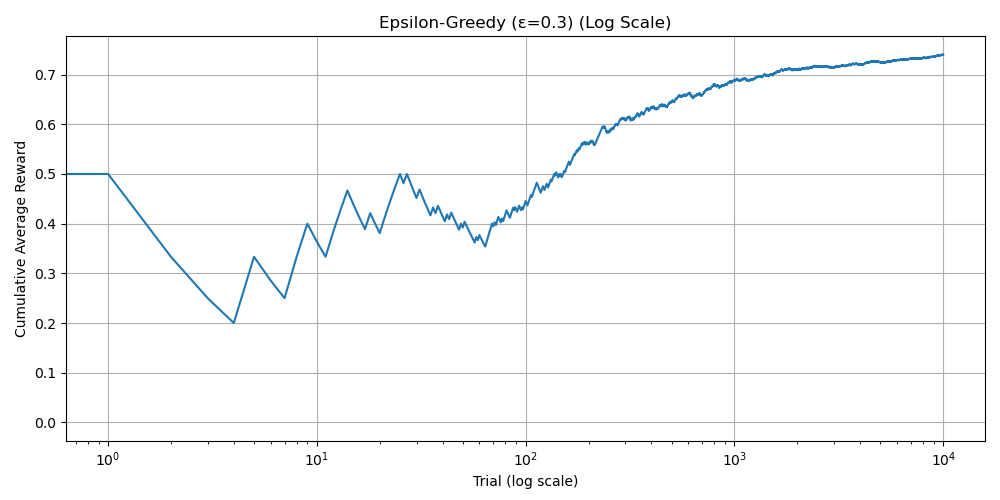 Epsilon-Greedy (ε=0.3) (Log Scale)
Cumulative Average Reward
0.7
0.6
0.5
0.4
0.3
0.2
0.1
0.0
10⁰ 10¹ 10² 10³ 10⁴
Trial (log scale)